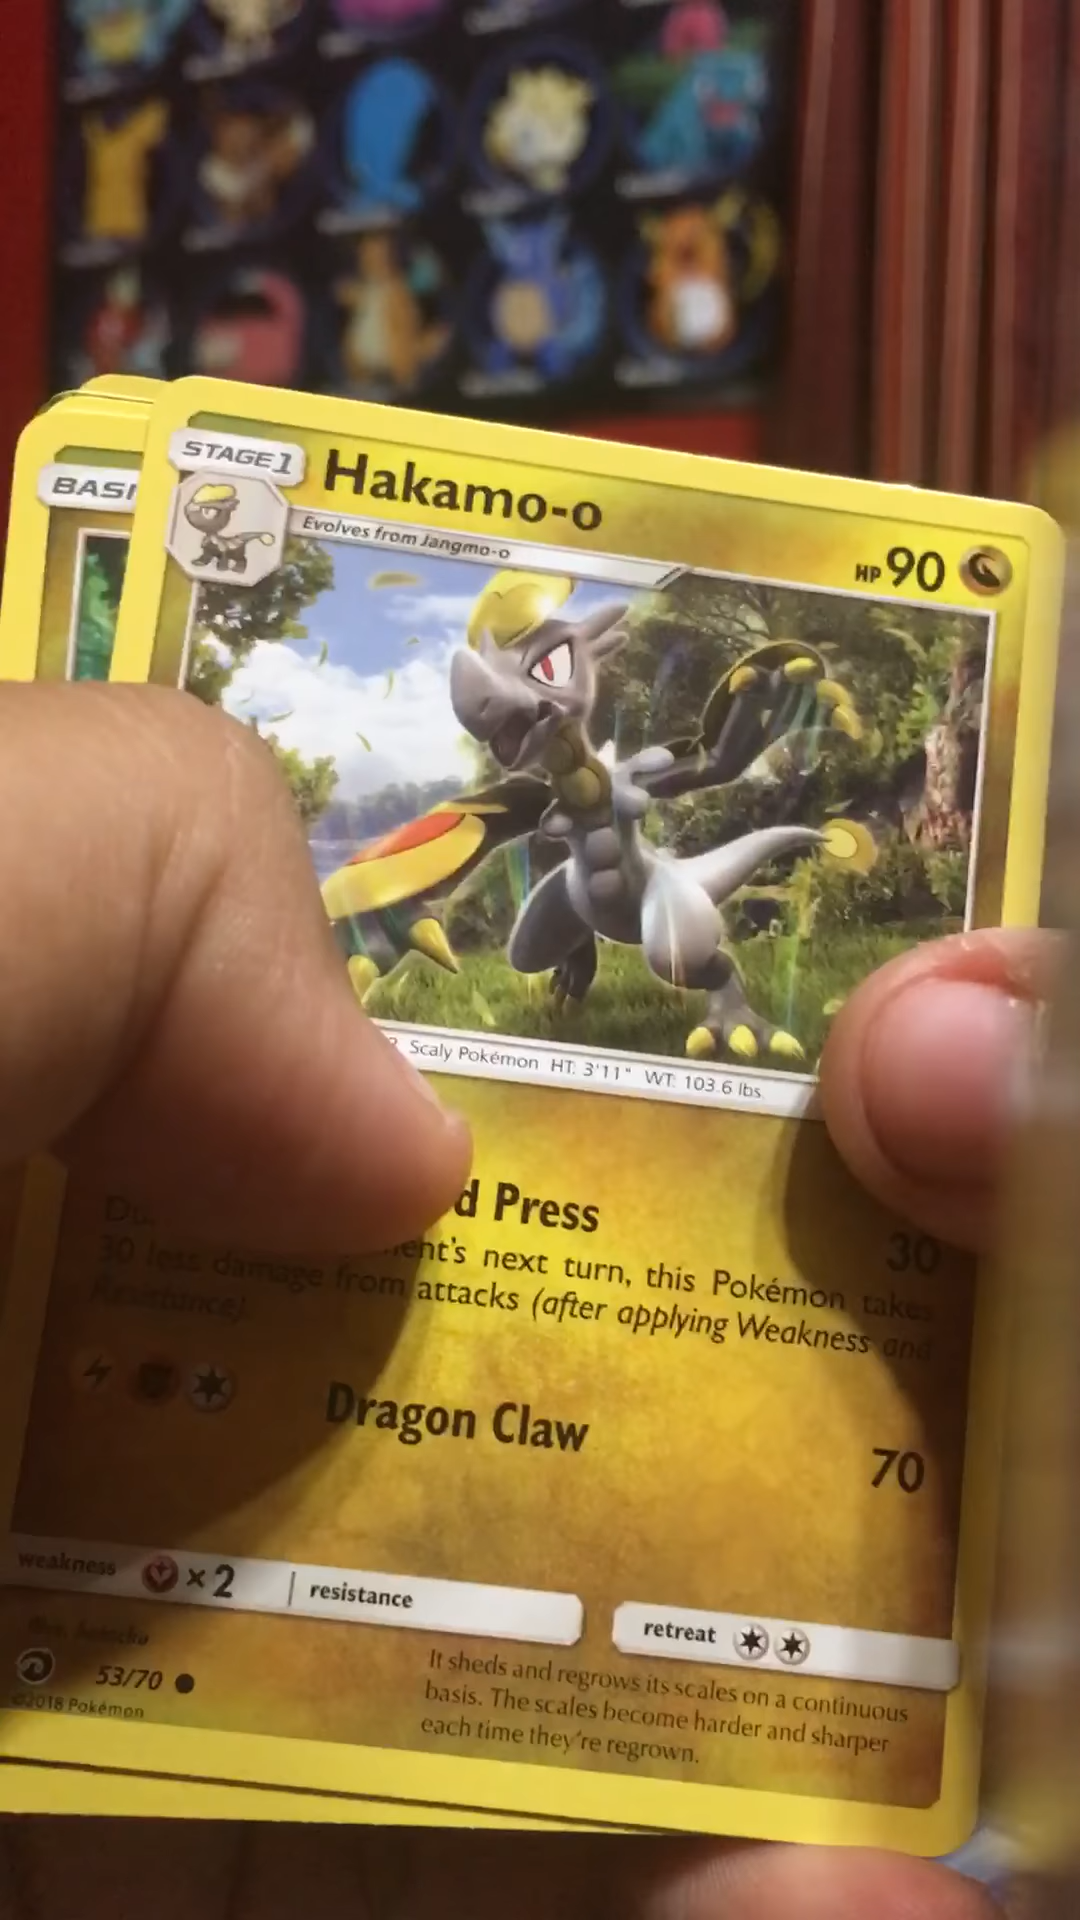 STAGE1
Hakamo-o
BASI
Evolves from Jangmo-o
HP 90
Scaly Pokémon HT: 3'11" WT: 103.6 lbs.
d Press
30
ent's next turn, this Pokémon takes
30 less damage from attacks (after applying Weakness and
Resistance).
Dragon Claw
70
weakness ×2 resistance
retreat
53/70
©2018 Pokémon
It sheds and regrows its scales on a continuous
basis. The scales become harder and sharper
each time they're regrown.